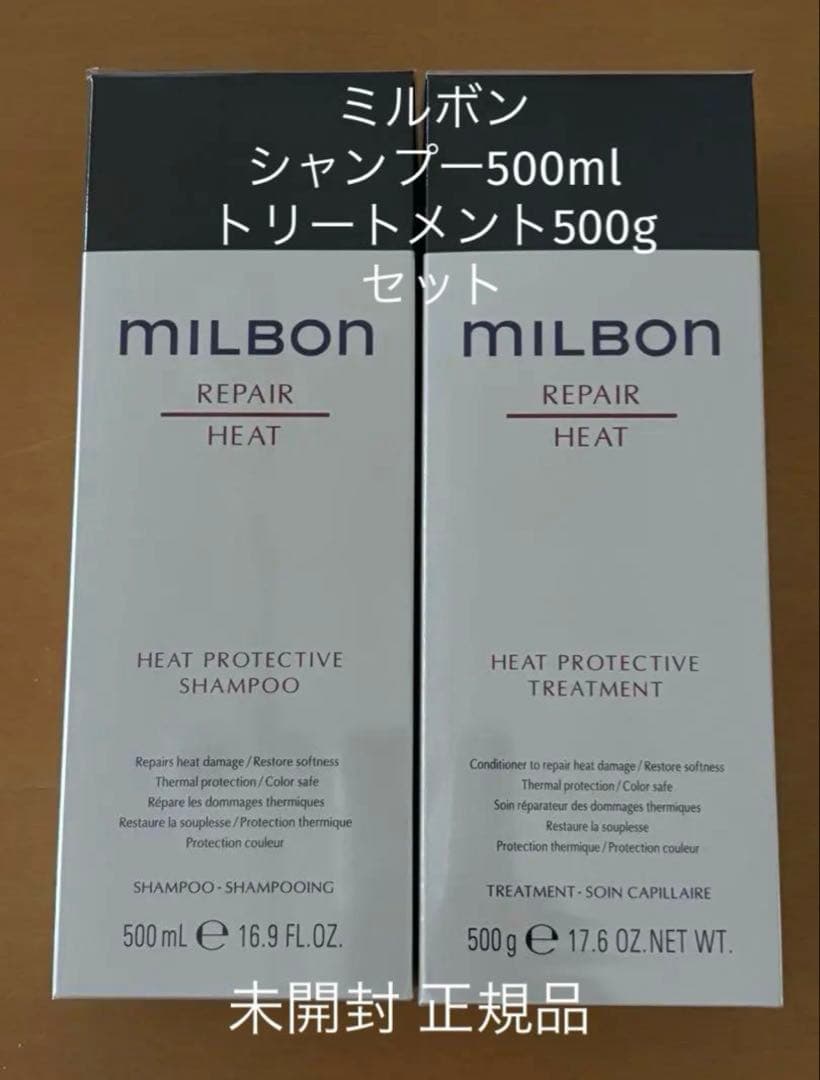 ミルボン
シャンプー500ml
トリートメント500g
セット
mILBON
REPAIR
HEAT
HEAT PROTECTIVE
SHAMPOO
Repairs heat damage / Restore softness
Thermal protection / Color safe
Répare les dommages thermiques
Restaure la souplesse / Protection thermique
Protection couleur
SHAMPOO - SHAMPOOING
500 mL ℮ 16.9 FL.OZ.
mILBON
REPAIR
HEAT
HEAT PROTECTIVE
TREATMENT
Conditioner to repair heat damage / Restore softness
Thermal protection / Color safe
Soin réparateur des dommages thermiques
Restaure la souplesse
Protection thermique / Protection couleur
TREATMENT - SOIN CAPILLAIRE
500 g ℮ 17.6 OZ.NET WT.
未開封 正規品